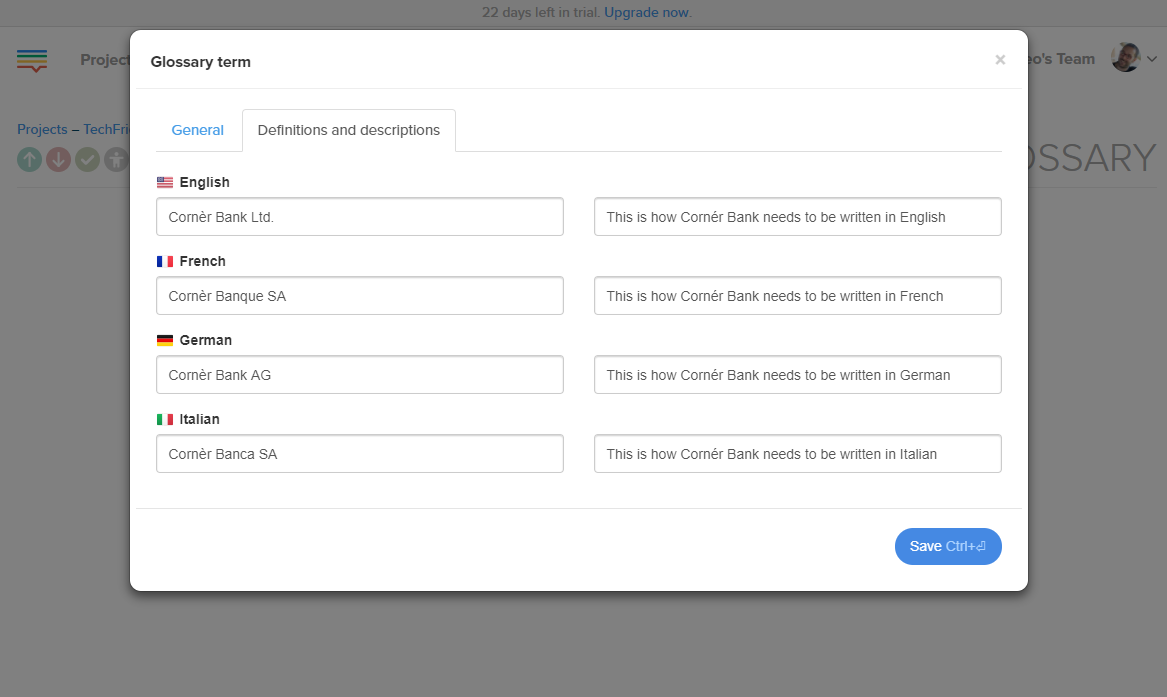 22 days left in trial. Upgrade now.
Project
Glossary term
×
eo's Team
Projects – TechFri
OSSARY
General
Definitions and descriptions
English
Cornèr Bank Ltd.
This is how Cornér Bank needs to be written in English
French
Cornèr Banque SA
This is how Cornér Bank needs to be written in French
German
Cornèr Bank AG
This is how Cornér Bank needs to be written in German
Italian
Cornèr Banca SA
This is how Cornér Bank needs to be written in Italian
Save Ctrl+⏎